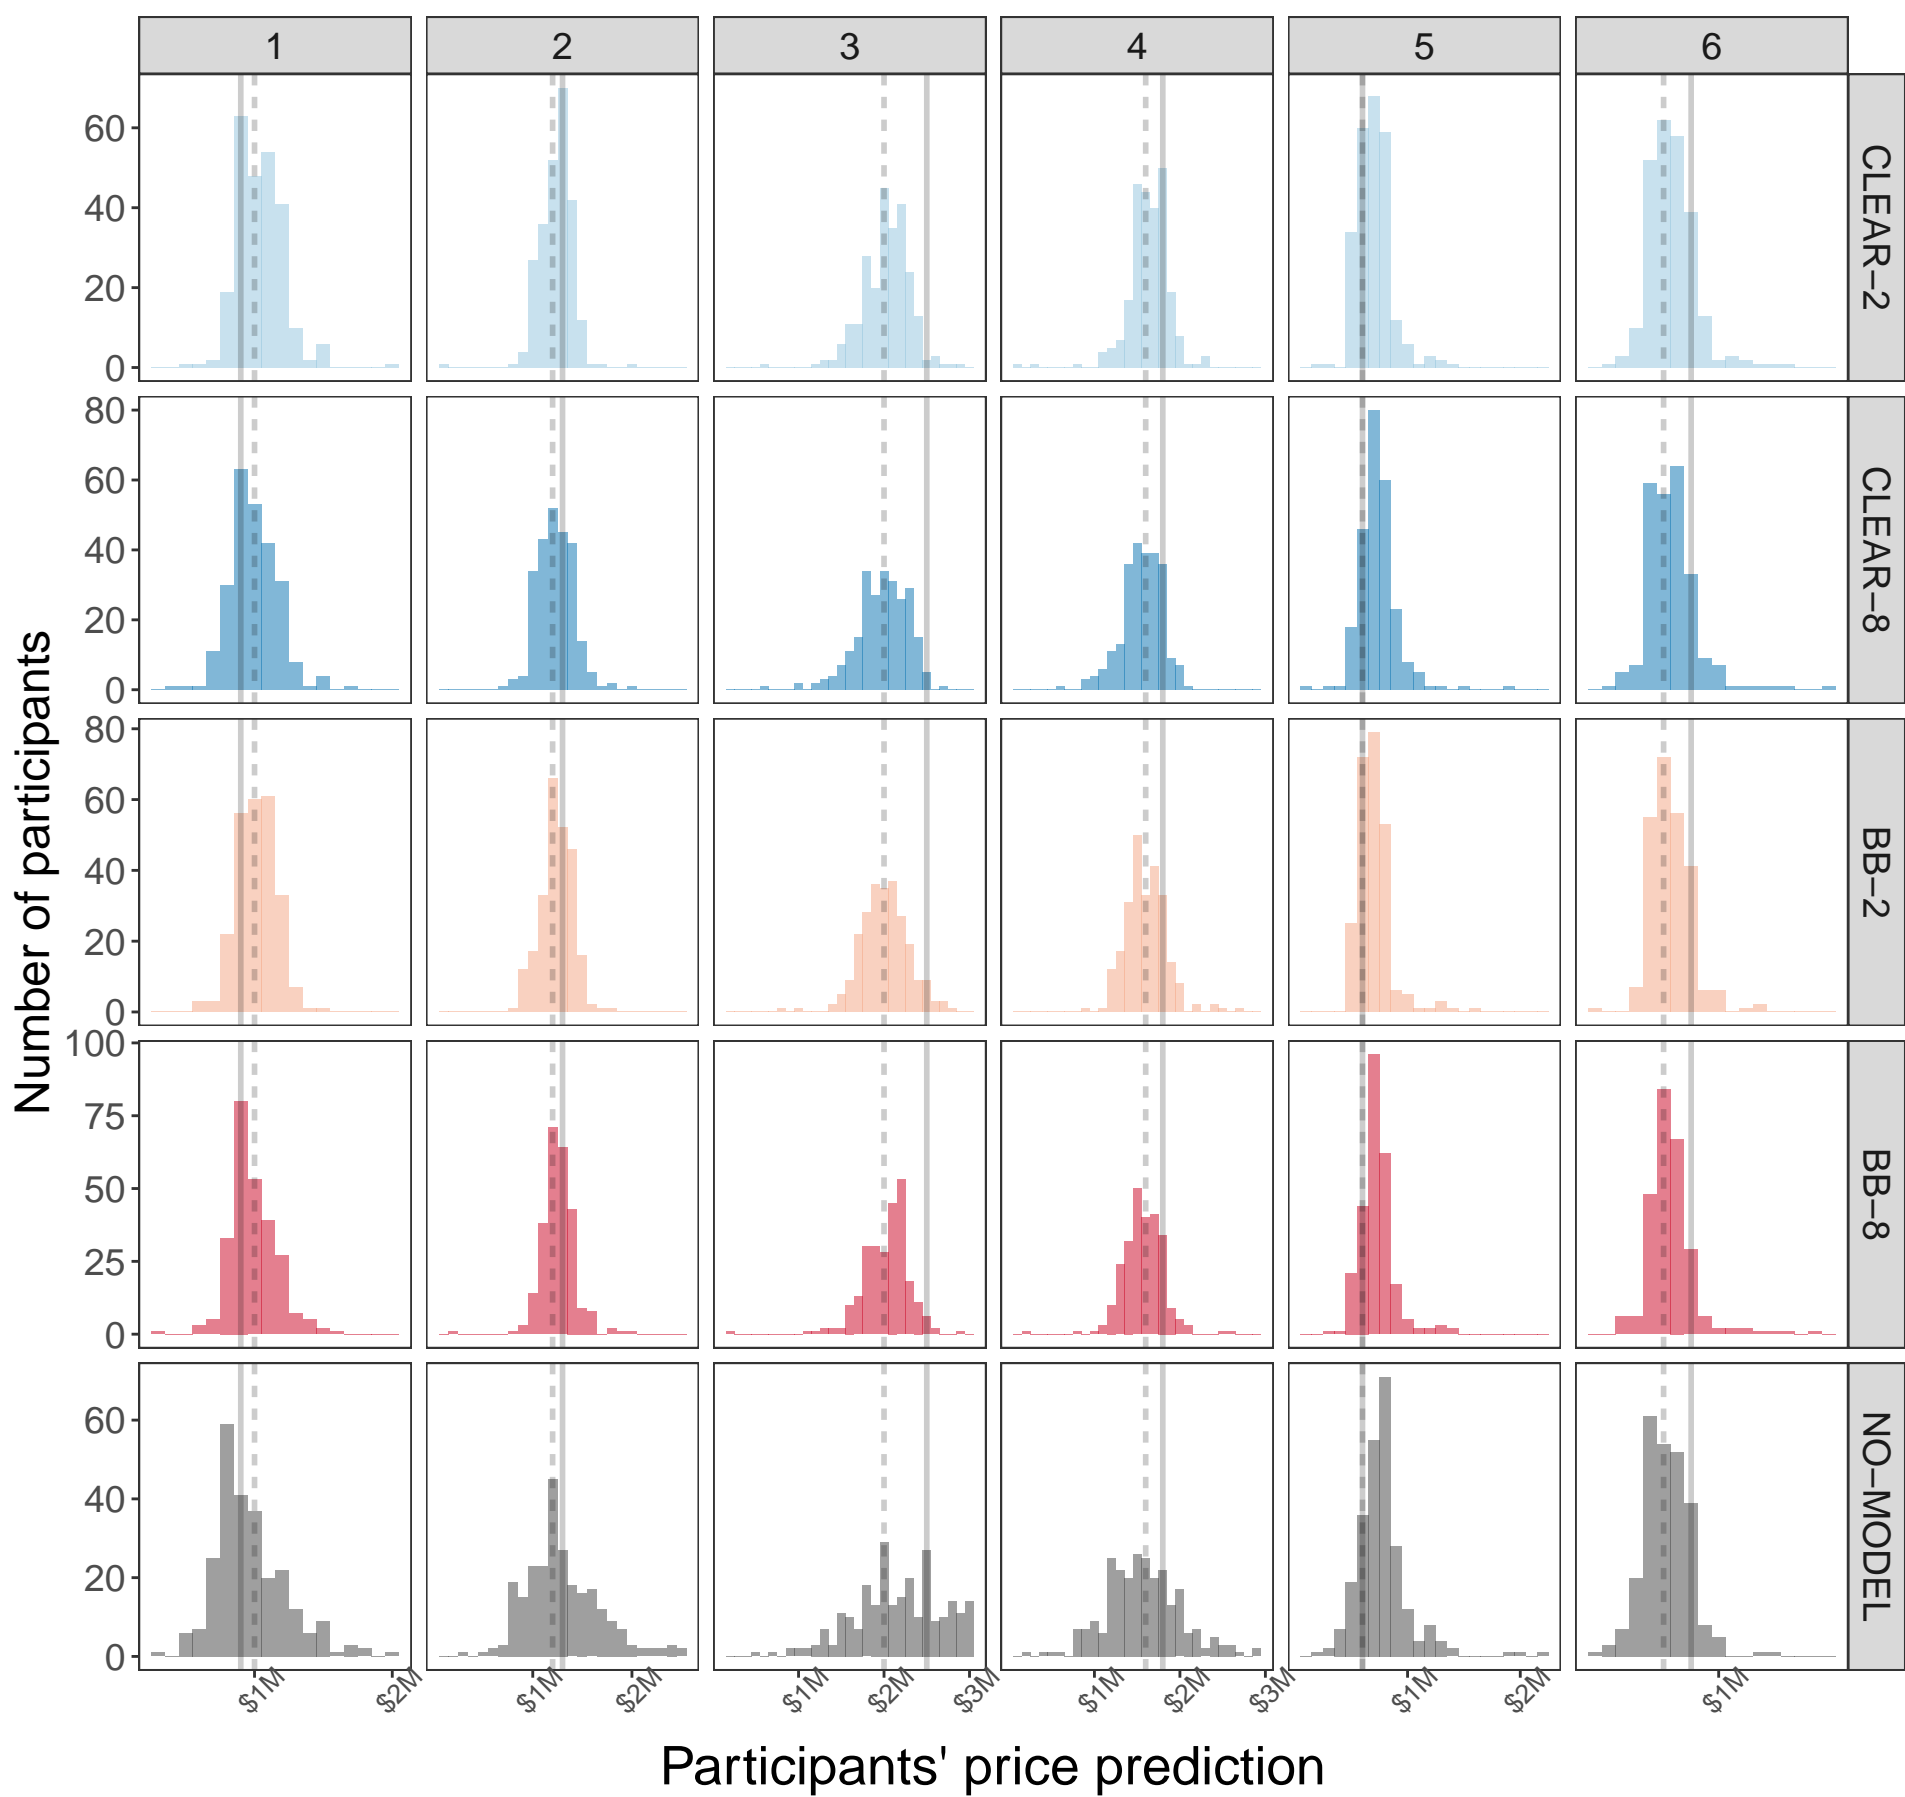 1 2 3 4 5 6
60
40
20
0
CLEAR−2
80
60
40
20
0
CLEAR−8
80
60
40
20
0
BB−2
100
75
50
25
0
BB−8
60
40
20
0
NO−MODEL
Number of participants
$1M $2M $1M $2M $1M $2M $3M $1M $2M $3M $1M $2M $1M
Participants' price prediction